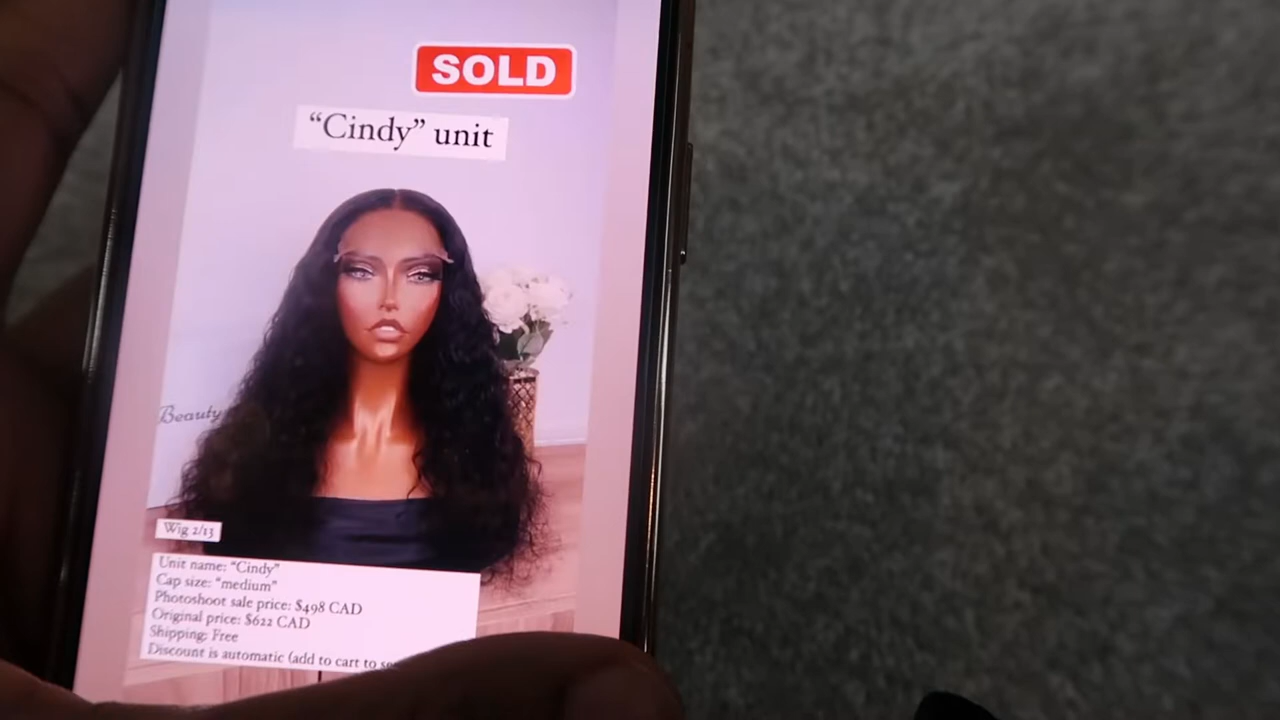 SOLD
“Cindy” unit
Beauty
Wig 2/13
Unit name: “Cindy”
Cap size: “medium”
Photoshoot sale price: $498 CAD
Original price: $622 CAD
Shipping: Free
Discount is automatic (add to cart to